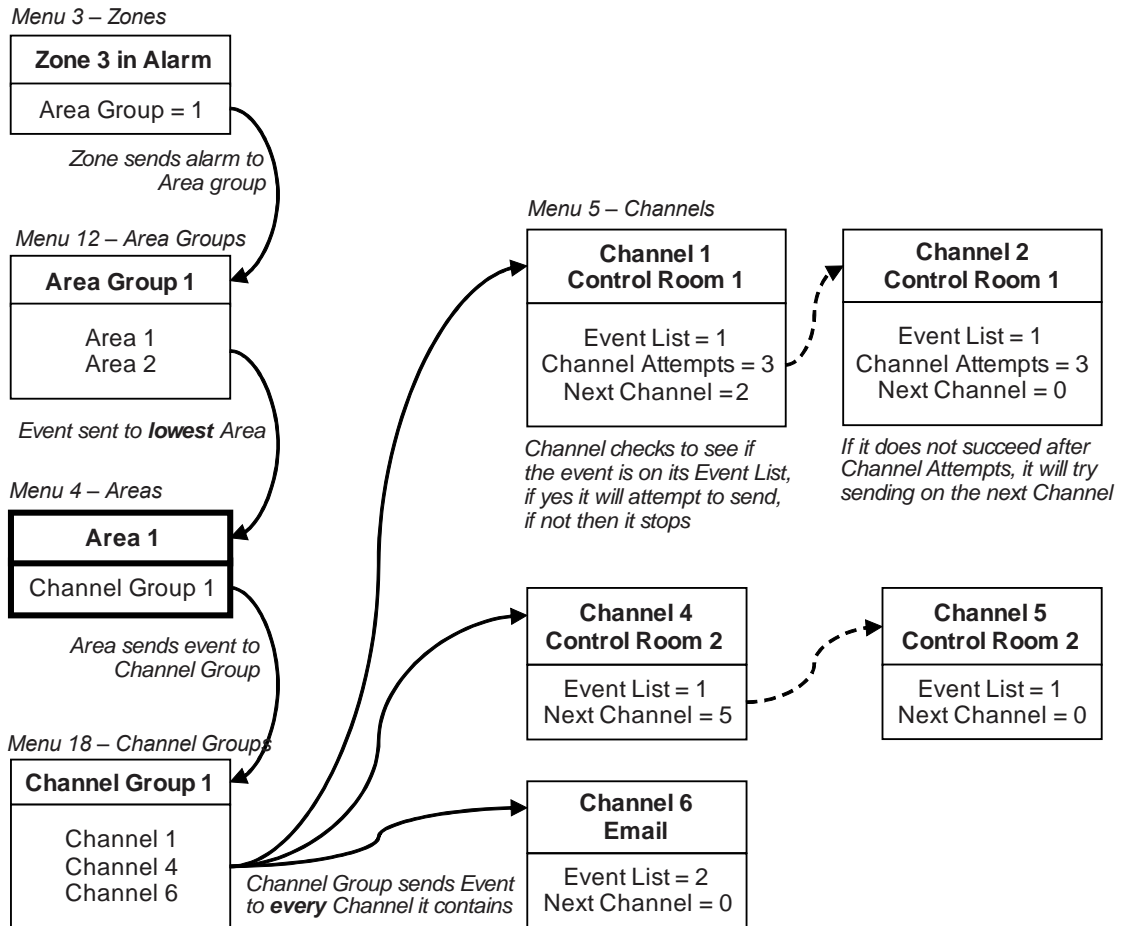 Menu 3 – Zones
Zone 3 in Alarm
Area Group = 1
Zone sends alarm to
Area group
Menu 12 – Area Groups
Area Group 1
Area 1
Area 2
Event sent to lowest Area
Menu 4 – Areas
Area 1
Channel Group 1
Area sends event to
Channel Group
Menu 18 – Channel Groups
Channel Group 1
Channel 1
Channel 4
Channel 6
Channel Group sends Event
to every Channel it contains
Menu 5 – Channels
Channel 1
Control Room 1
Event List = 1
Channel Attempts = 3
Next Channel =2
Channel checks to see if
the event is on its Event List,
if yes it will attempt to send,
if not then it stops
Channel 2
Control Room 1
Event List = 1
Channel Attempts = 3
Next Channel = 0
If it does not succeed after
Channel Attempts, it will try
sending on the next Channel
Channel 4
Control Room 2
Event List = 1
Next Channel = 5
Channel 5
Control Room 2
Event List = 1
Next Channel = 0
Channel 6
Email
Event List = 2
Next Channel = 0